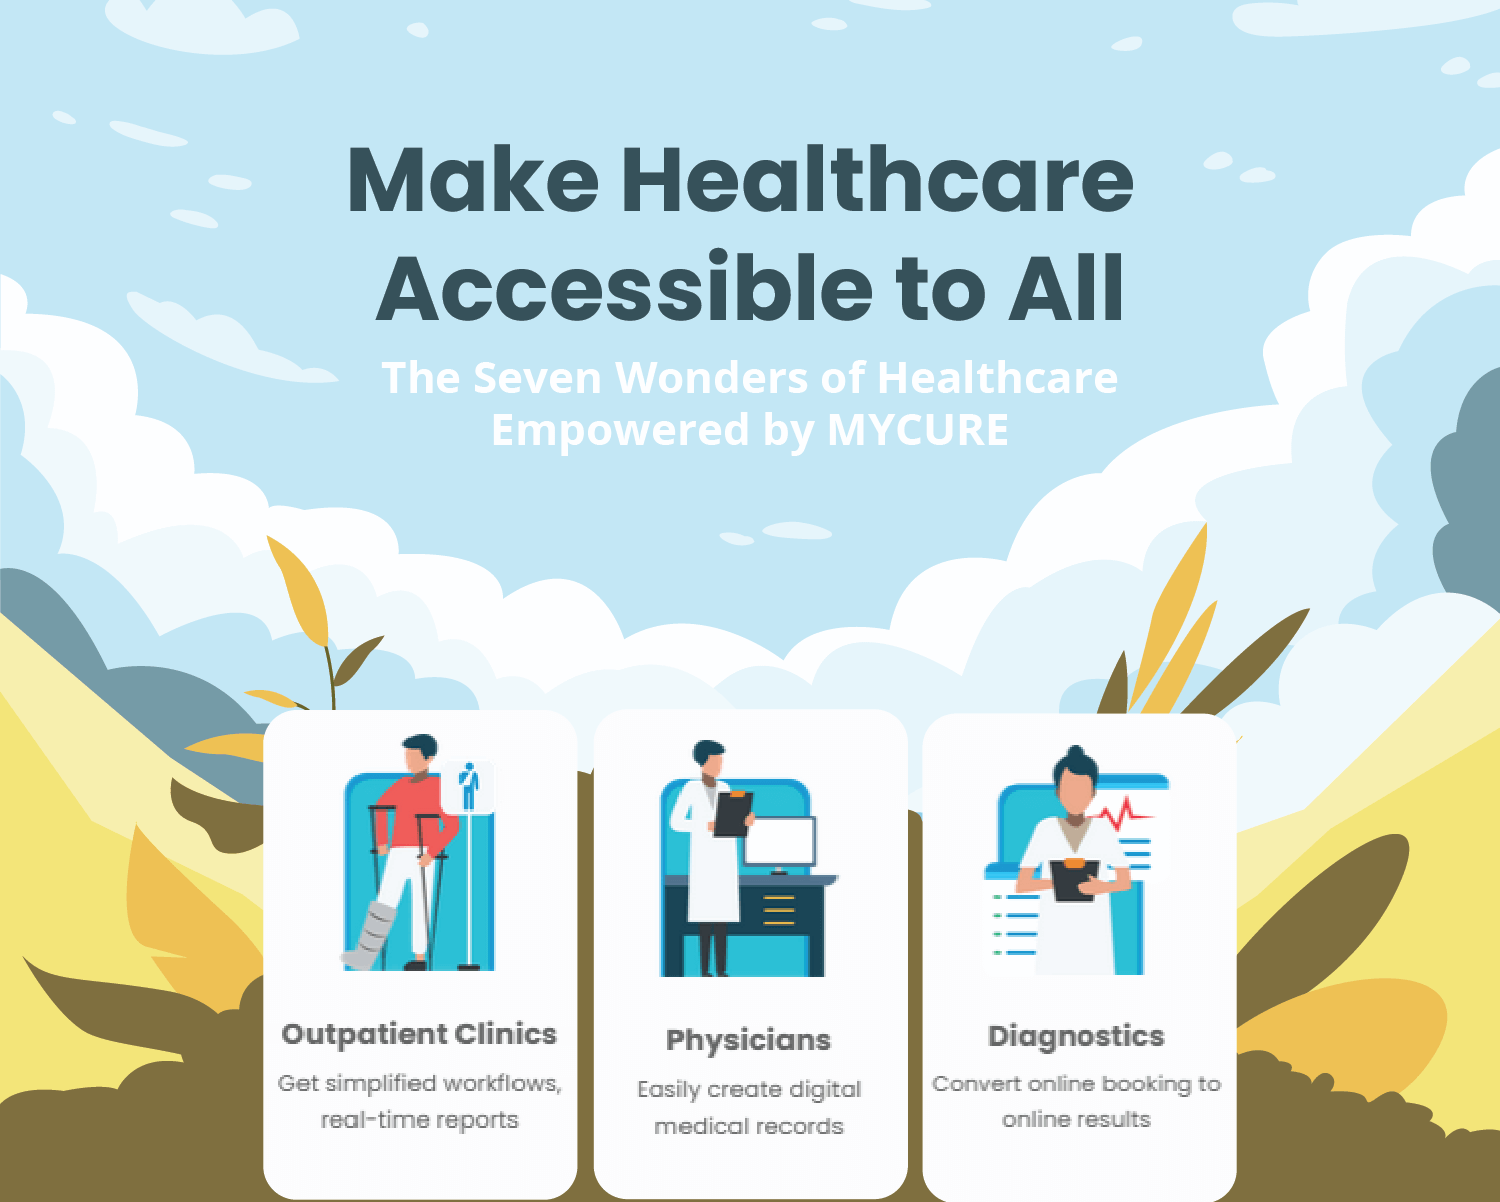 Make Healthcare
Accessible to All
The Seven Wonders of Healthcare
Empowered by MYCURE
Outpatient Clinics
Get simplified workflows,
real-time reports
Physicians
Easily create digital
medical records
Diagnostics
Convert online booking to
online results